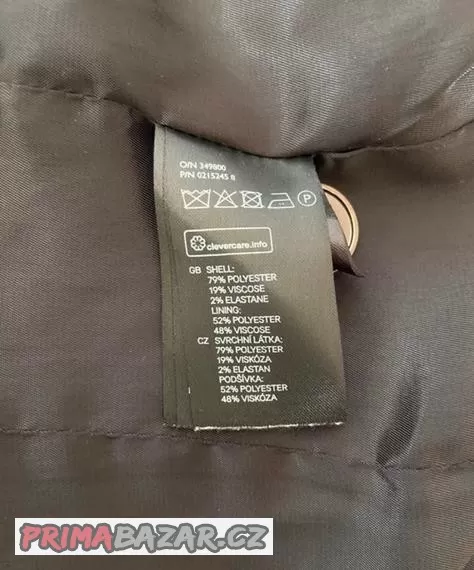 O/N 349800
P/N 0215245 8
P
clevercare.info
GB SHELL:
79% POLYESTER
19% VISCOSE
2% ELASTANE
LINING:
52% POLYESTER
48% VISCOSE
CZ SVRCHNÍ LÁTKA:
79% POLYESTER
19% VISKÓZA
2% ELASTAN
PODŠÍVKA:
52% POLYESTER
48% VISKÓZA
PRIMABAZAR.CZ